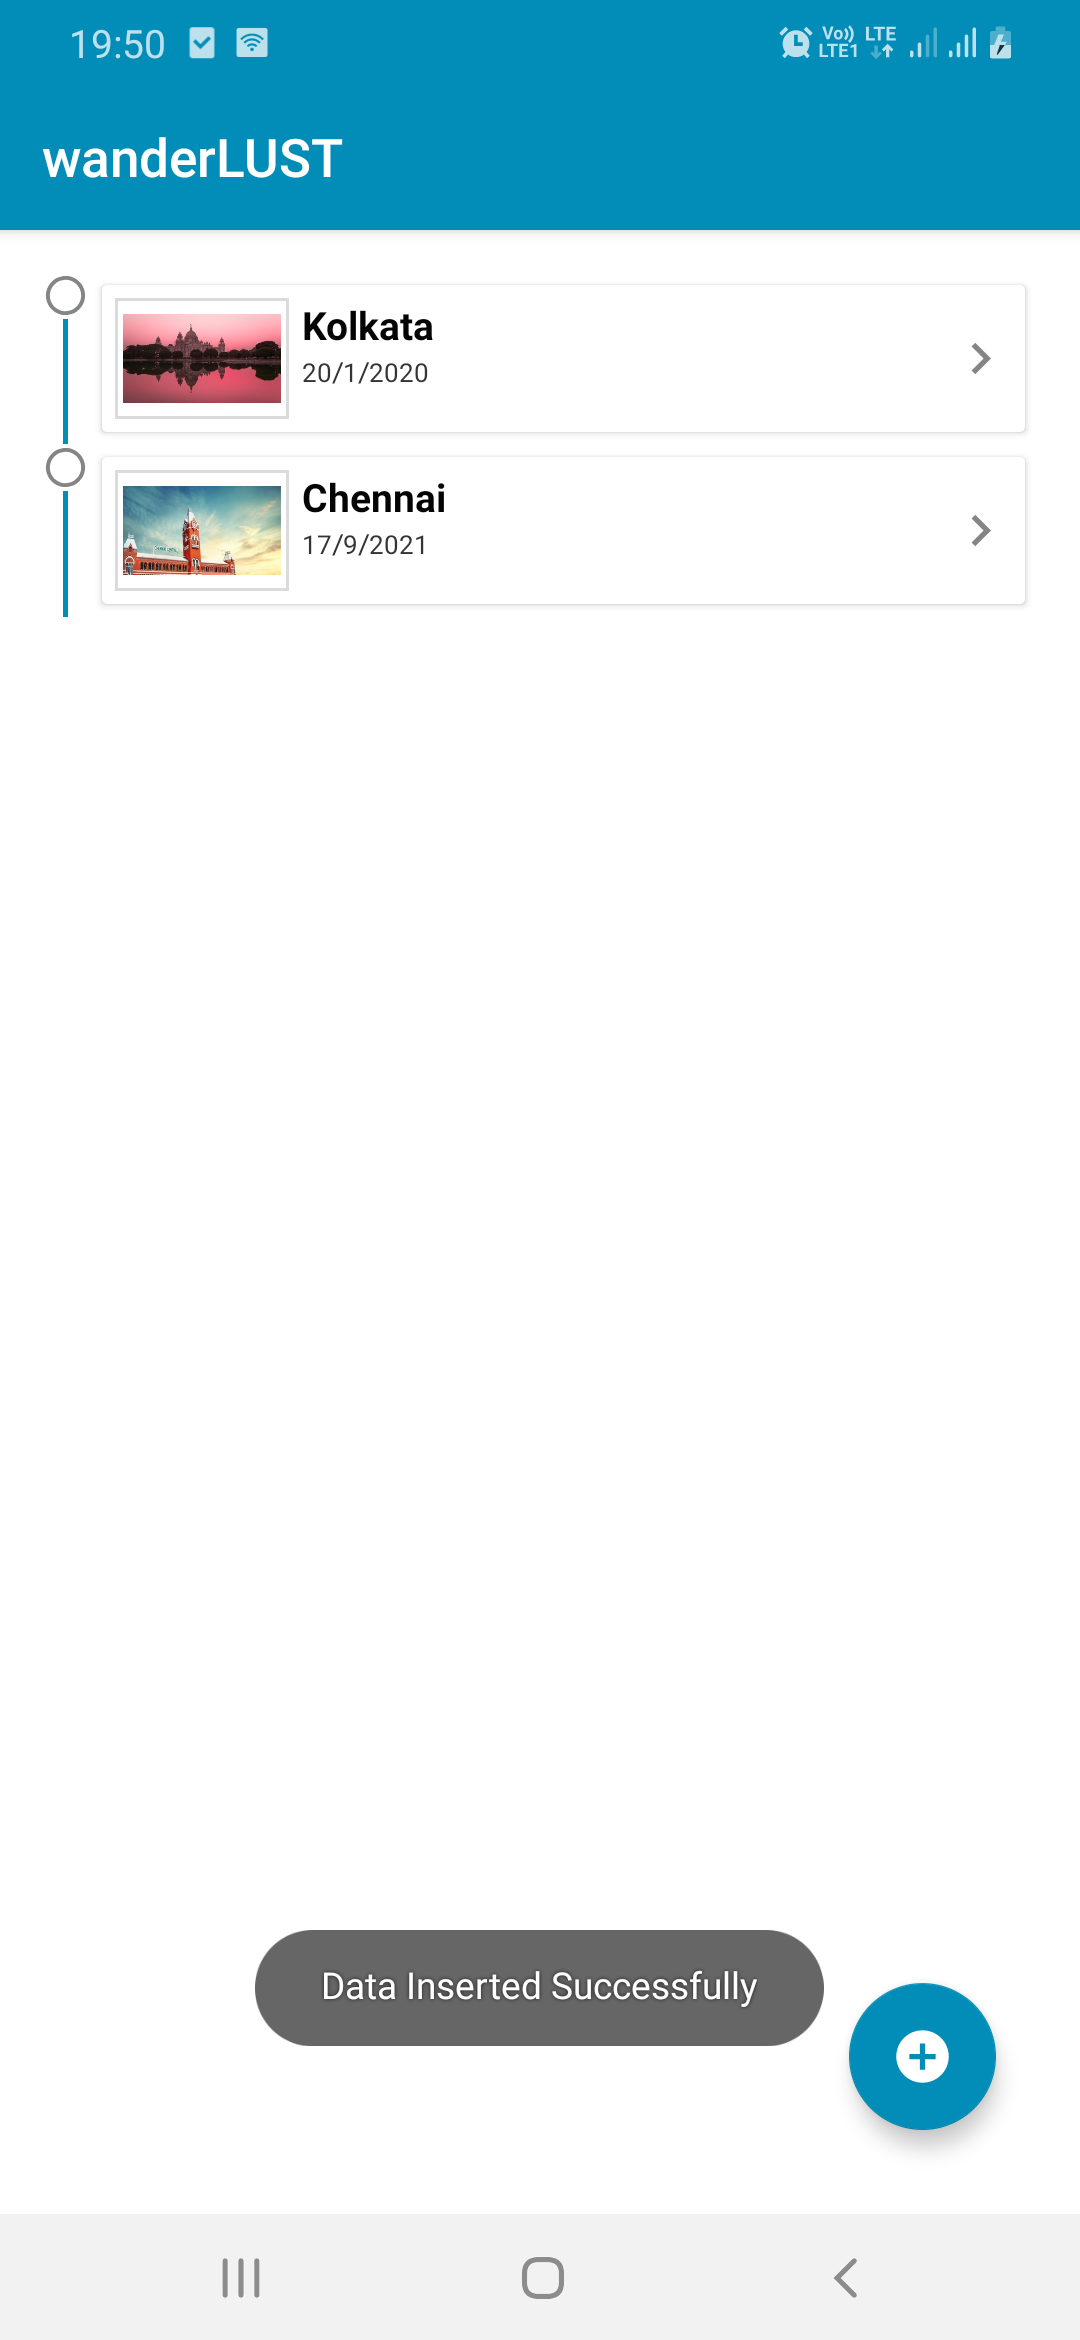 19:50
Vo)) LTE
LTE1
wanderLUST
Kolkata
20/1/2020
Chennai
17/9/2021
Data Inserted Successfully